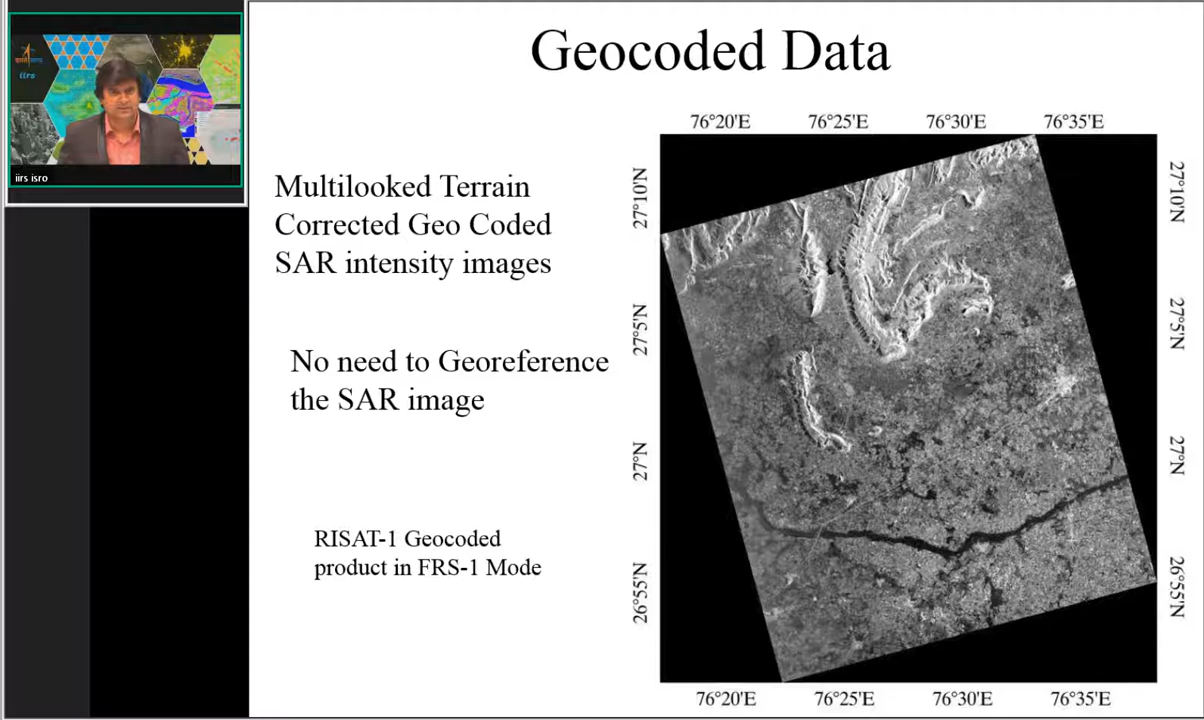 Geocoded Data
iirs
iirs isro
Multilooked Terrain
Corrected Geo Coded
SAR intensity images
No need to Georeference
the SAR image
RISAT-1 Geocoded
product in FRS-1 Mode
76°20'E 76°25'E 76°30'E 76°35'E
27°10'N 27°10'N
27°5'N 27°5'N
27°N 27°N
26°55'N 26°55'N
76°20'E 76°25'E 76°30'E 76°35'E